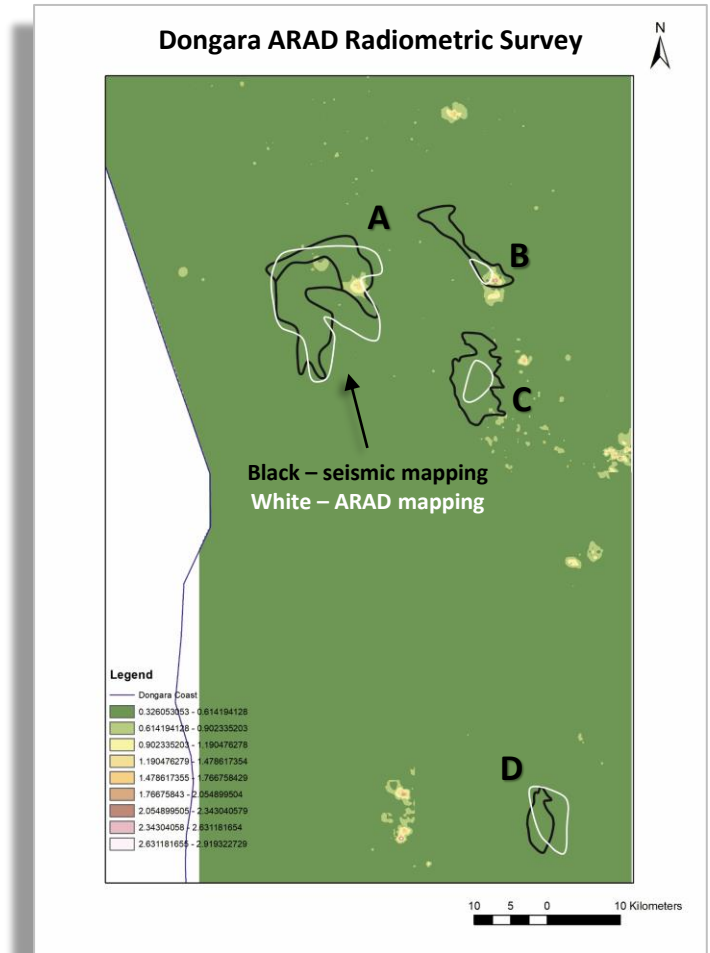 Dongara ARAD Radiometric Survey
N
A
B
C
Black – seismic mapping
White – ARAD mapping
Legend
Dongara Coast
0.326053053 - 0.614194128
0.614194128 - 0.902335203
0.902335203 - 1.190476278
1.190476279 - 1.478617354
1.478617355 - 1.766758429
1.76675843 - 2.054899504
2.054899505 - 2.343040579
2.34304058 - 2.631181654
2.631181655 - 2.919322729
D
10 5 0 10 Kilometers